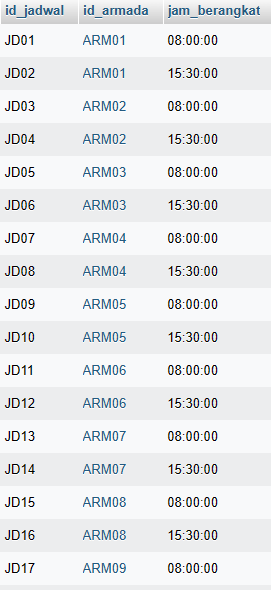 id_jadwal id_armada jam_berangkat
JD01 ARM01 08:00:00
JD02 ARM01 15:30:00
JD03 ARM02 08:00:00
JD04 ARM02 15:30:00
JD05 ARM03 08:00:00
JD06 ARM03 15:30:00
JD07 ARM04 08:00:00
JD08 ARM04 15:30:00
JD09 ARM05 08:00:00
JD10 ARM05 15:30:00
JD11 ARM06 08:00:00
JD12 ARM06 15:30:00
JD13 ARM07 08:00:00
JD14 ARM07 15:30:00
JD15 ARM08 08:00:00
JD16 ARM08 15:30:00
JD17 ARM09 08:00:00